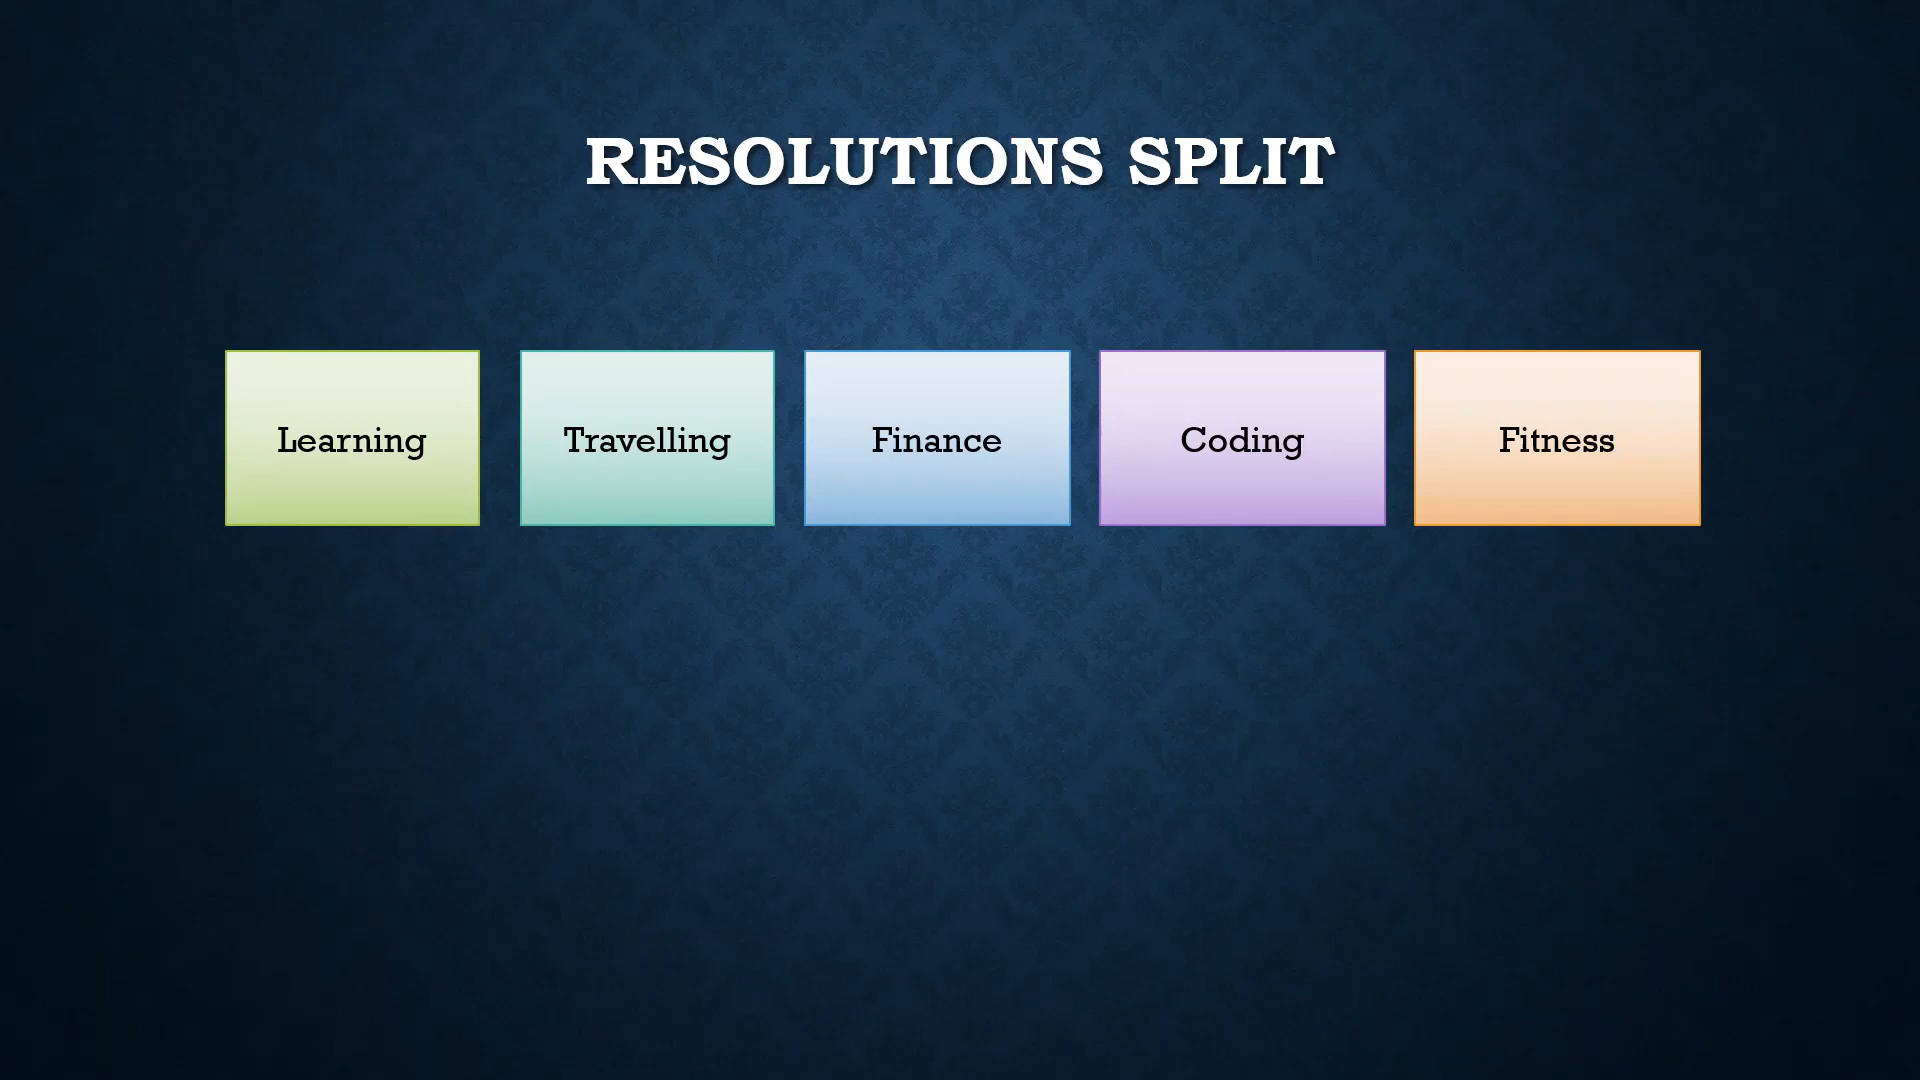 RESOLUTIONS SPLIT
Learning
Travelling
Finance
Coding
Fitness